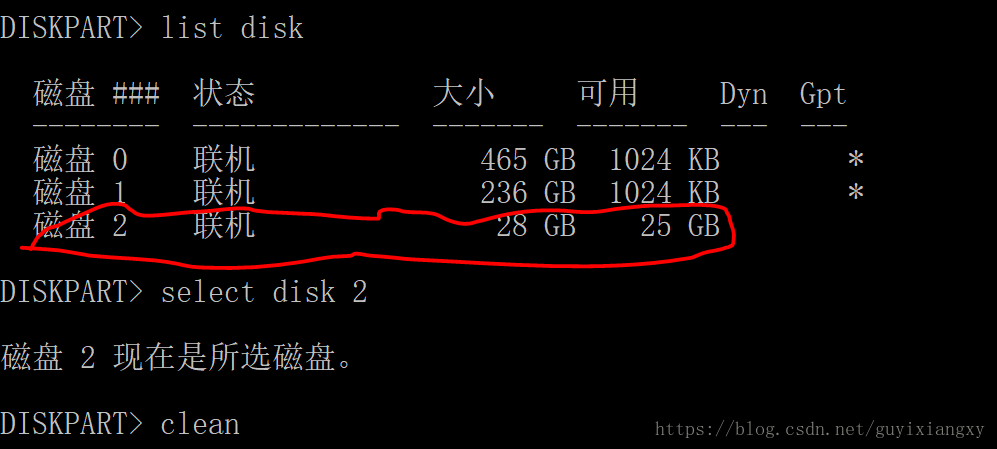 DISKPART> list disk
磁盘 ### 状态 大小 可用 Dyn Gpt
-------- ------------- ------- ------- --- ---
磁盘 0 联机 465 GB 1024 KB *
磁盘 1 联机 236 GB 1024 KB *
磁盘 2 联机 28 GB 25 GB
DISKPART> select disk 2
磁盘 2 现在是所选磁盘。
DISKPART> clean
https://blog.csdn.net/guyixiangxy